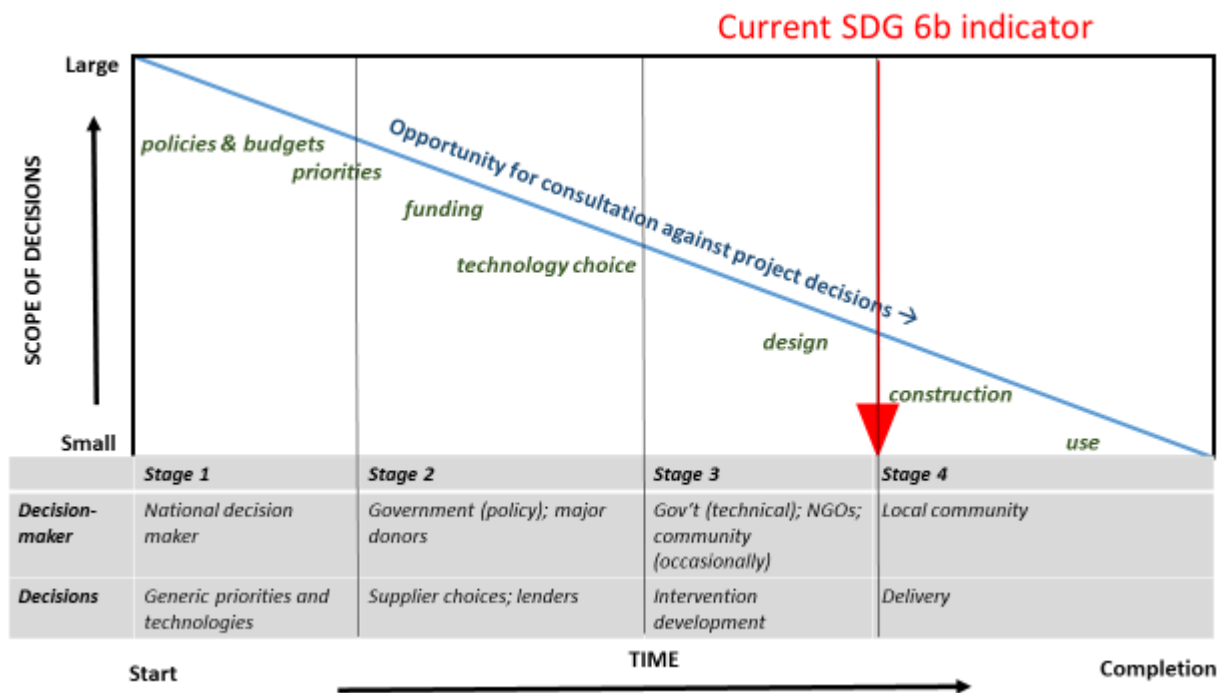 Current SDG 6b indicator
Large
SCOPE OF DECISIONS
Small
policies & budgets
priorities
funding
technology choice
Opportunity for consultation against project decisions →
design
construction
use
Stage 1
Stage 2
Stage 3
Stage 4
Decision-
maker
National decision
maker
Government (policy); major
donors
Gov't (technical); NGOs;
community
(occasionally)
Local community
Decisions
Generic priorities and
technologies
Supplier choices; lenders
Intervention
development
Delivery
Start
TIME
Completion